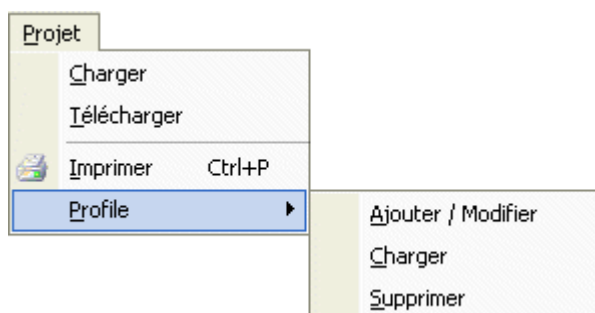 Projet
Charger
Télécharger
Imprimer Ctrl+P
Profile
Ajouter / Modifier
Charger
Supprimer